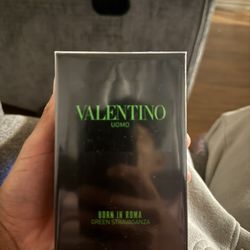 VALENTINO
UOMO
BORN IN ROMA
GREEN STRAVAGANZA